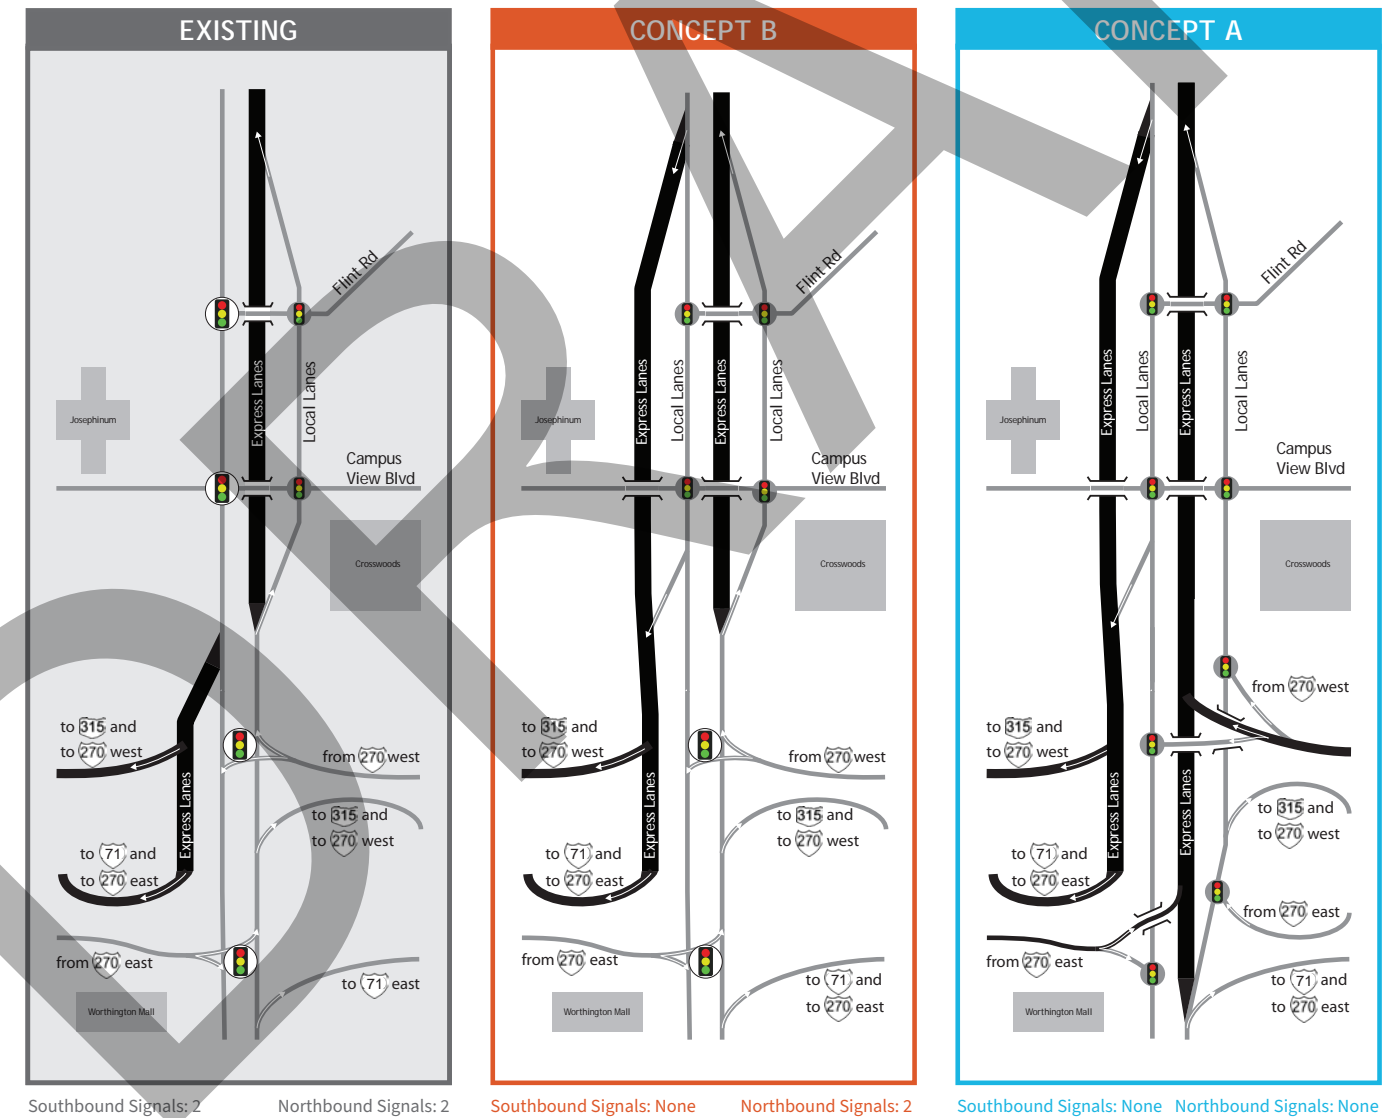 EXISTING
Flint Rd
Express Lanes
Local Lanes
Josephinum
Campus
View Blvd
Crosswoods
to 315 and
to 270 west
from 270 west
Express Lanes
to 315 and
to 270 west
to 71 and
to 270 east
from 270 east
to 71 east
Worthington Mall
Southbound Signals: 2
Northbound Signals: 2
CONCEPT B
Flint Rd
Express Lanes
Local Lanes
Express Lanes
Local Lanes
Josephinum
Campus
View Blvd
Crosswoods
to 315 and
to 270 west
from 270 west
Express Lanes
to 315 and
to 270 west
to 71 and
to 270 east
from 270 east
to 71 and
to 270 east
Worthington Mall
Southbound Signals: None
Northbound Signals: 2
CONCEPT A
Flint Rd
Express Lanes
Local Lanes
Express Lanes
Local Lanes
Josephinum
Campus
View Blvd
Crosswoods
from 270 west
to 315 and
to 270 west
Express Lanes
Express Lanes
to 315 and
to 270 west
to 71 and
to 270 east
from 270 east
from 270 east
to 71 and
to 270 east
Worthington Mall
Southbound Signals: None
Northbound Signals: None
DRAFT